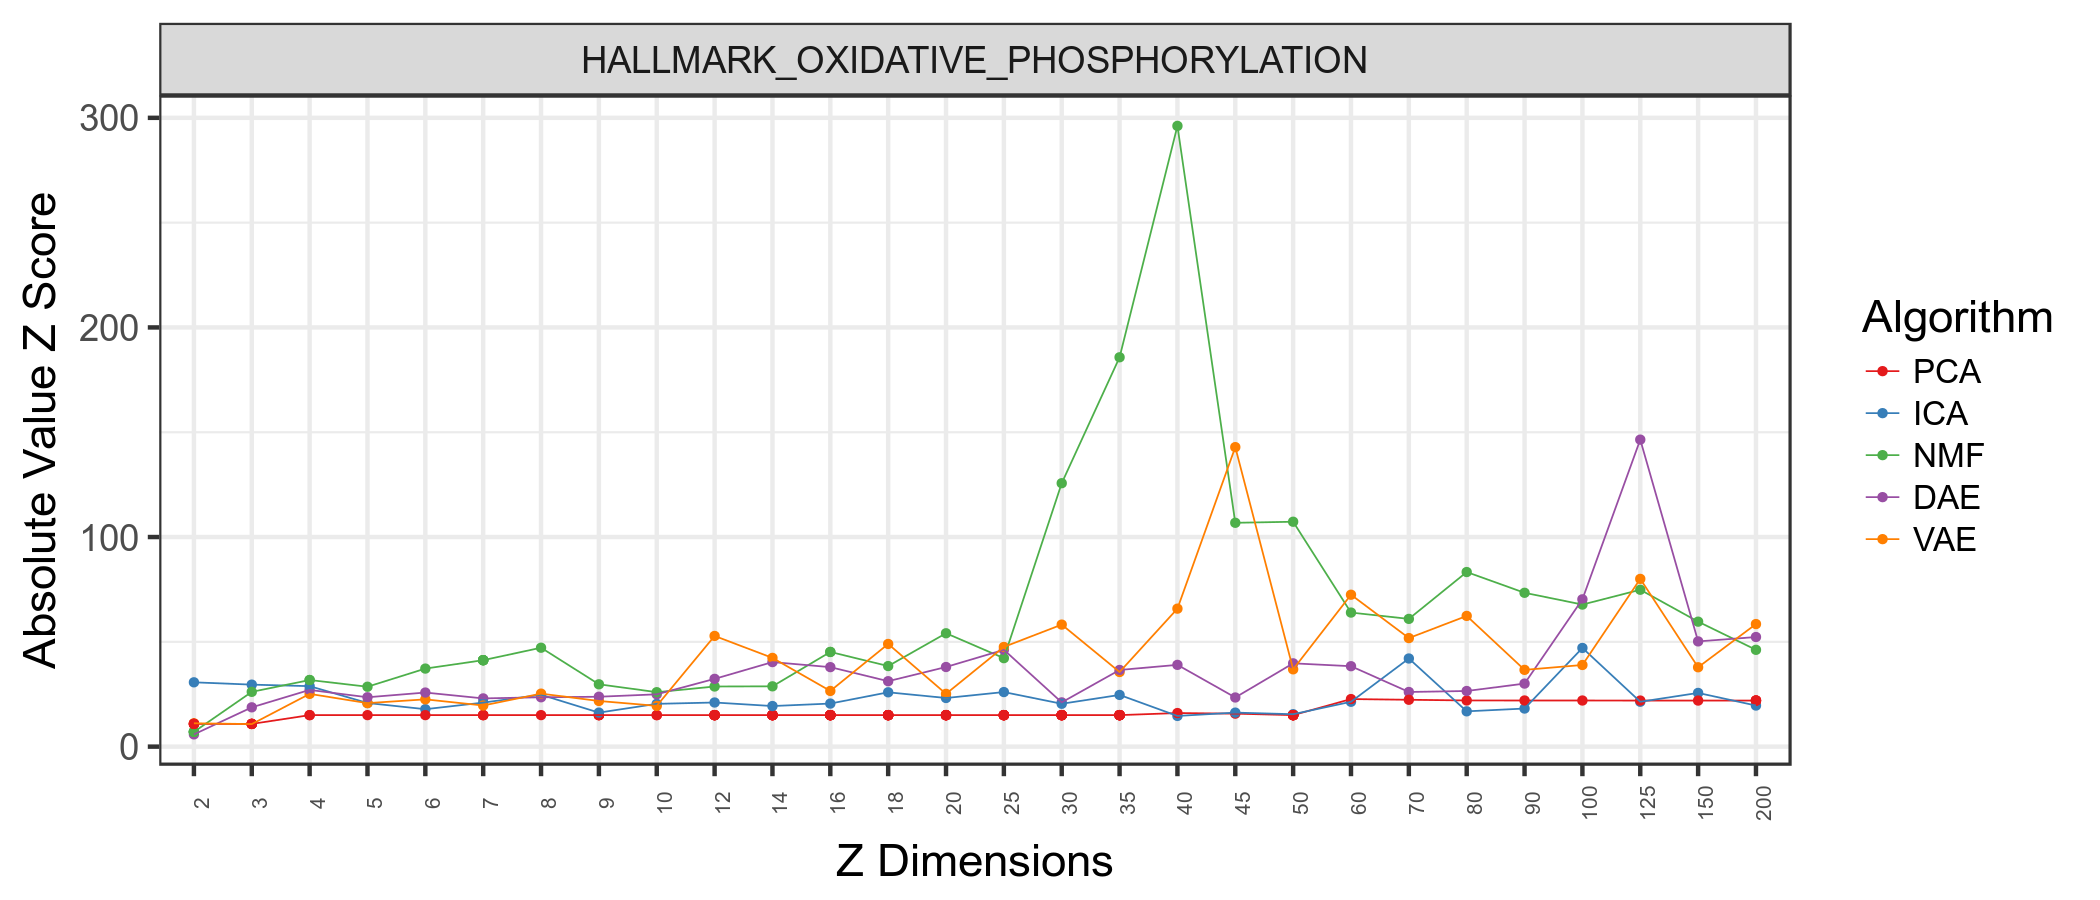 HALLMARK_OXIDATIVE_PHOSPHORYLATION
Absolute Value Z Score
300
200
100
0
2 3 4 5 6 7 8 9 10 12 14 16 18 20 25 30 35 40 45 50 60 70 80 90 100 125 150 200
Z Dimensions
Algorithm
PCA
ICA
NMF
DAE
VAE